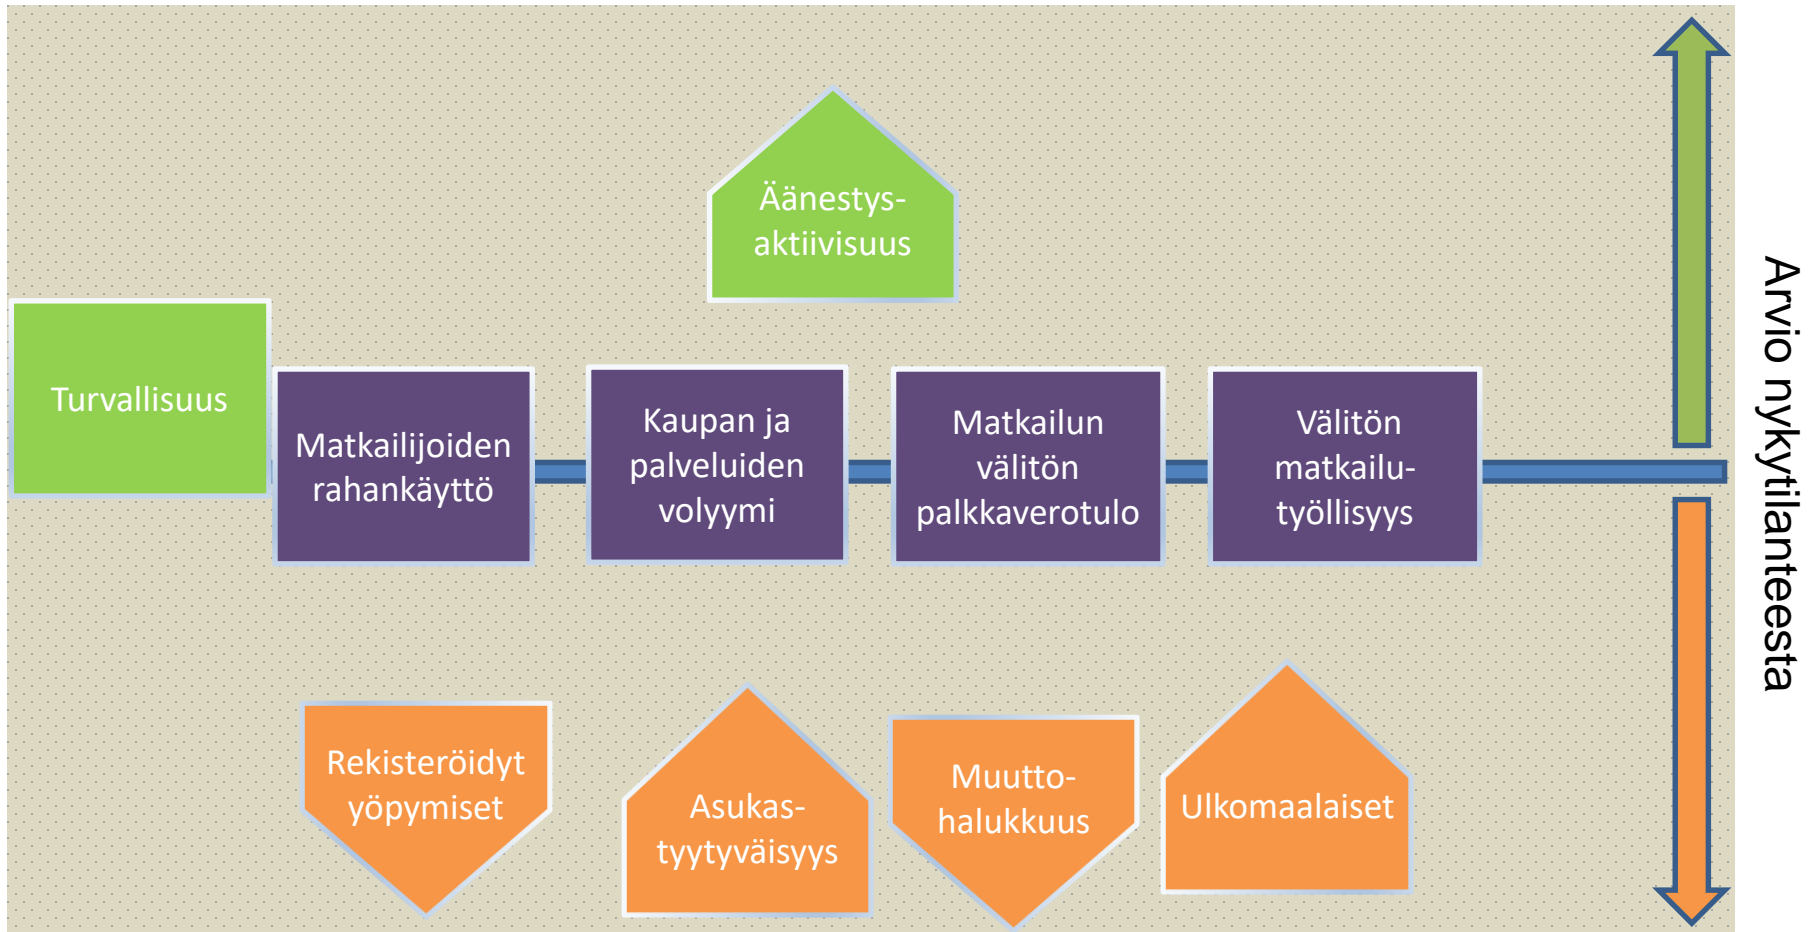 Äänestys-
aktiivisuus
Turvallisuus
Matkailijoiden
rahankäyttö
Kaupan ja
palveluiden
volyymi
Matkailun
välitön
palkkaverotulo
Välitön
matkailu-
työllisyys
Rekisteröidyt
yöpymiset
Asukas-
tyytyväisyys
Muutto-
halukkuus
Ulkomaalaiset
Arvio nykytilanteesta